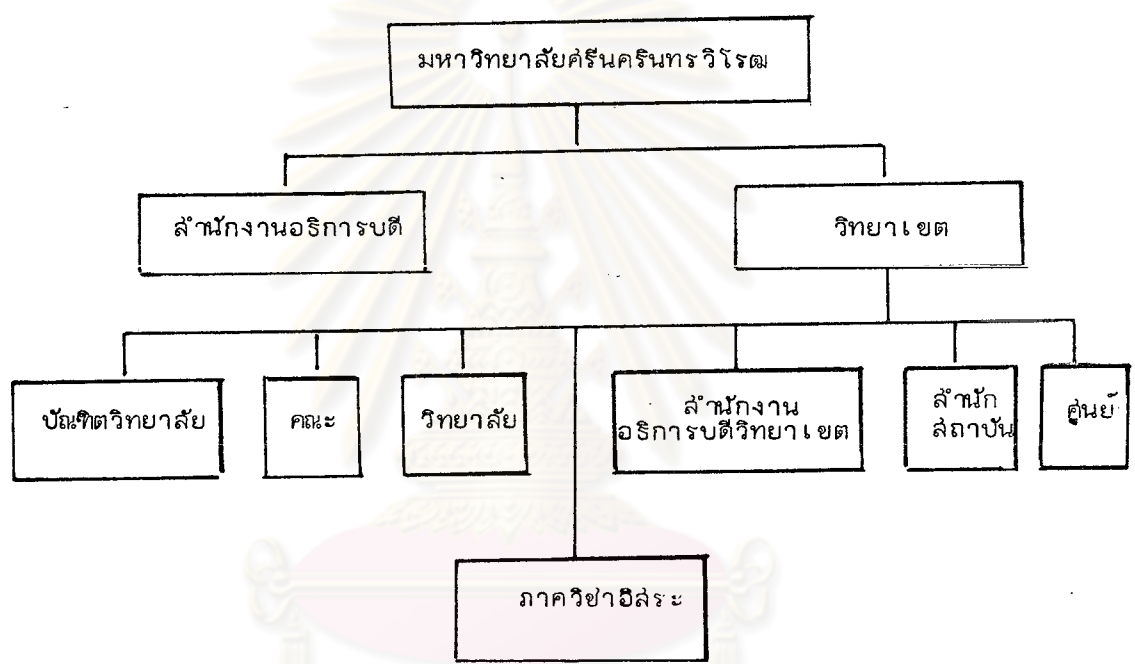 มหาวิทยาลัยศรีนครินทรวิโรฒ
สำนักงานอธิการบดี
วิทยาเขต
บัณฑิตวิทยาลัย
คณะ
วิทยาลัย
สำนักงาน
อธิการบดีวิทยาเขต
สำนัก
สถาบัน
ศูนย์
ภาควิชาอิสระ